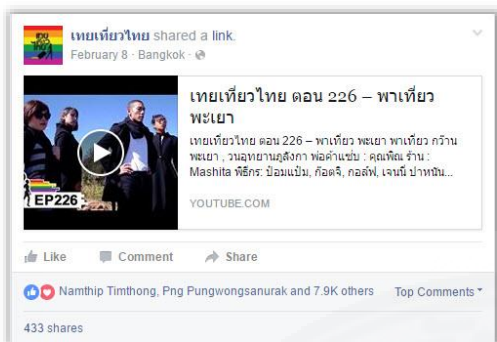 เทยเที่ยวไทย shared a link.
February 8 · Bangkok ·
เทยเที่ยวไทย ตอน 226 – พาเที่ยว
พะเยา
เทยเที่ยวไทย ตอน 226 – พาเที่ยว พะเยา พาเที่ยว กว๊าน
พะเยา , วนอุทยานภูลังกา พ่อค้าแซ่บ : คุณพีณ ร้าน :
Mashita พิธีกร: ป๋อมแป๋ม, ก๊อตจิ, กอล์ฟ, เจนนี่ ปาหนัน...
YOUTUBE.COM
EP226
Like Comment Share
Namthip Timthong, Png Pungwongsanurak and 7.9K others Top Comments
433 shares